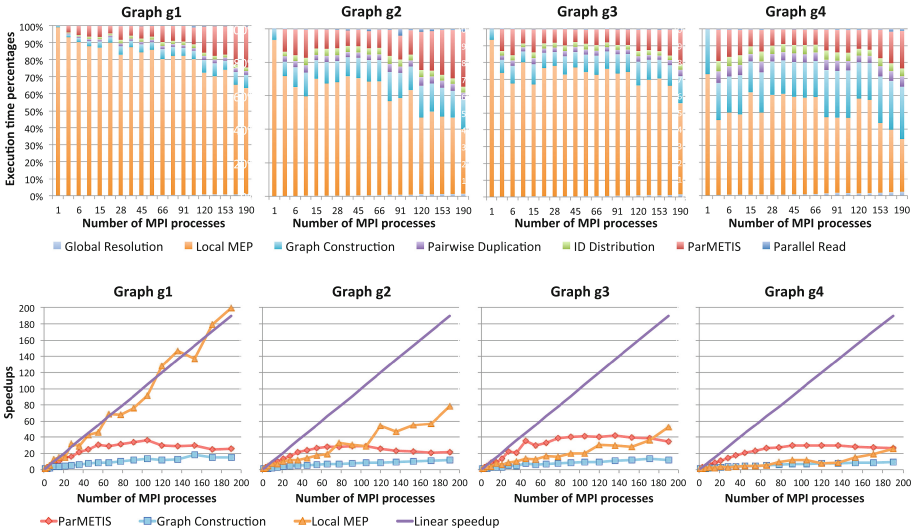 Graph g1 Graph g2 Graph g3 Graph g4
Execution time percentages
100%
90%
80%
70%
60%
50%
40%
30%
20%
10%
0%
1 6 15 28 45 66 91 120 153 190 1 6 15 28 45 66 91 120 153 190 1 6 15 28 45 66 91 120 153 190 1 6 15 28 45 66 91 120 153 190
Number of MPI processes Number of MPI processes Number of MPI processes Number of MPI processes
Global Resolution Local MEP Graph Construction Pairwise Duplication ID Distribution ParMETIS Parallel Read
Graph g1 Graph g2 Graph g3 Graph g4
Speedups
200
180
160
140
120
100
80
60
40
20
0
0 20 40 60 80 100 120 140 160 180 200 0 20 40 60 80 100 120 140 160 180 200 0 20 40 60 80 100 120 140 160 180 200 0 20 40 60 80 100 120 140 160 180 200
Number of MPI processes Number of MPI processes Number of MPI processes Number of MPI processes
ParMETIS Graph Construction Local MEP Linear speedup